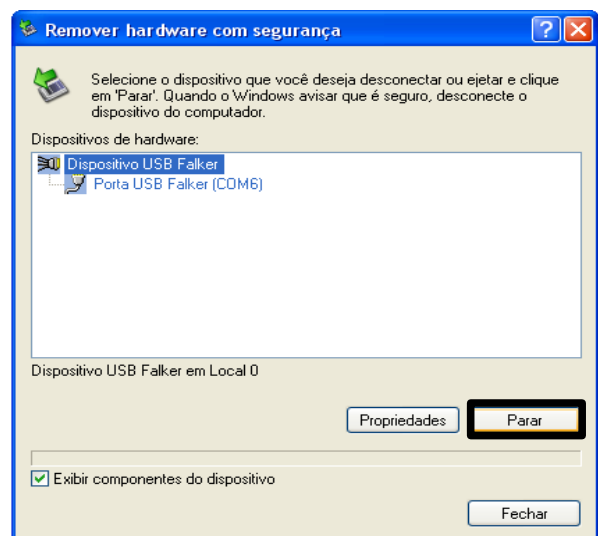 Remover hardware com segurança
Selecione o dispositivo que você deseja desconectar ou ejetar e clique
em 'Parar'. Quando o Windows avisar que é seguro, desconecte o
dispositivo do computador.
Dispositivos de hardware:
Dispositivo USB Falker
Porta USB Falker (COM6)
Dispositivo USB Falker em Local 0
Propriedades Parar
Exibir componentes do dispositivo
Fechar